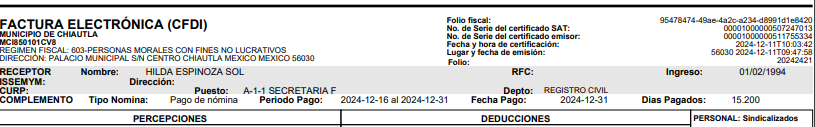 FACTURA ELECTRÓNICA (CFDI)
MUNICIPIO DE CHIAUTLA
MCI850101CV8
REGIMEN FISCAL: 603-PERSONAS MORALES CON FINES NO LUCRATIVOS
DIRECCIÓN: PALACIO MUNICIPAL S/N CENTRO CHIAUTLA MEXICO MEXICO 56030
Folio fiscal: 95478474-49ae-4a2c-a234-d8991d1e8420
No. de Serie del certificado SAT: 00001000000507247013
No. de Serie del certificado emisor: 00001000000511755334
Fecha y hora de certificación: 2024-12-11T10:03:42
Lugar y fecha de emisión: 56030 2024-12-11T09:47:58
Folio: 20242421
RECEPTOR Nombre: HILDA ESPINOZA SOL RFC: Ingreso: 01/02/1994
ISSEMYM: Dirección:
CURP: Puesto: A-1-1 SECRETARIA F Depto: REGISTRO CIVIL
COMPLEMENTO Tipo Nomina: Pago de nómina Periodo Pago: 2024-12-16 al 2024-12-31 Fecha Pago: 2024-12-31 Dias Pagados: 15.200
PERCEPCIONES DEDUCCIONES PERSONAL: Sindicalizados